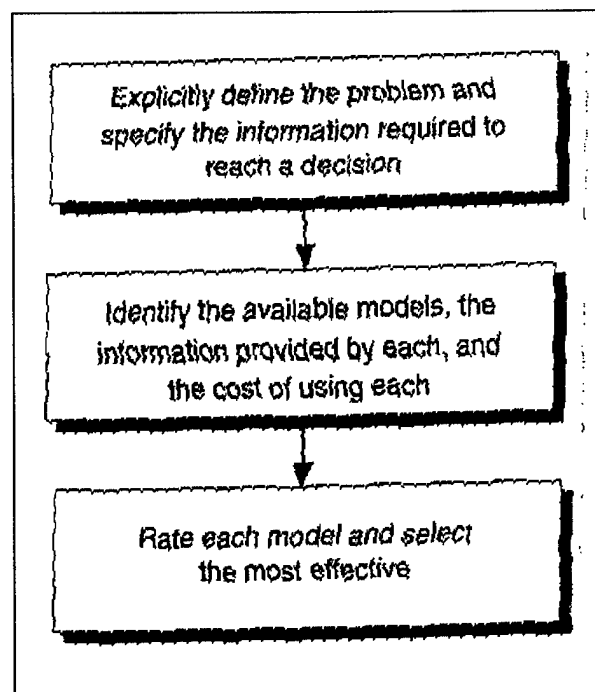 Explicitly define the problem and
specify the information required to
reach a decision
Identify the available models, the
information provided by each, and
the cost of using each
Rate each model and select
the most effective